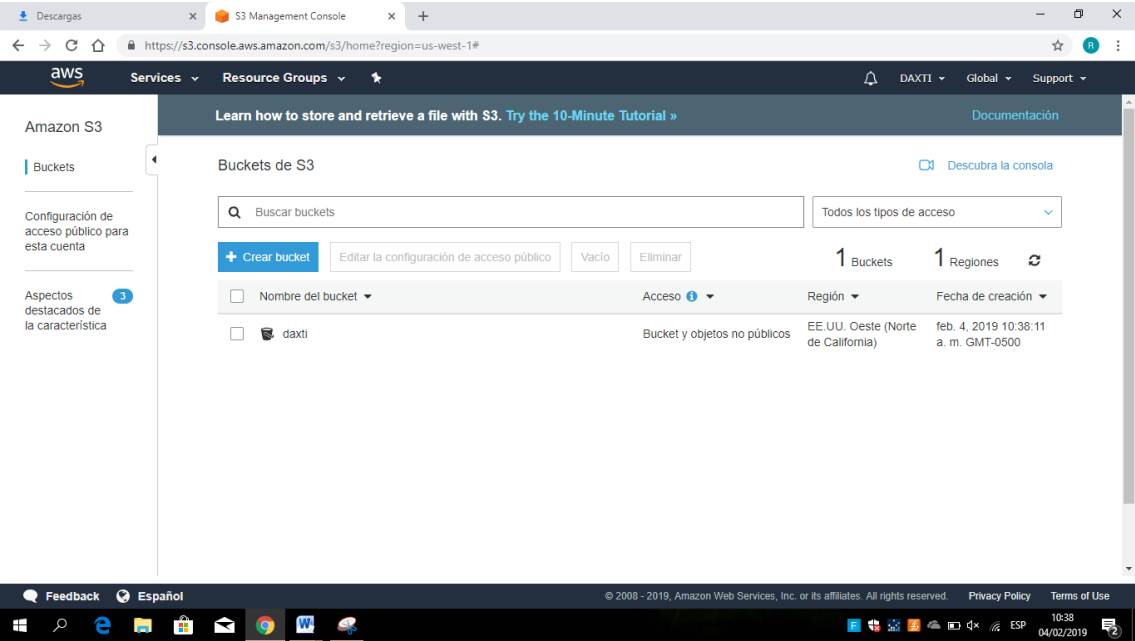 Descargas
S3 Management Console
https://s3.console.aws.amazon.com/s3/home?region=us-west-1#
R
aws
Services
Resource Groups
DAXTI
Global
Support
Amazon S3
Buckets
Configuración de
acceso público para
esta cuenta
Aspectos
destacados de
la característica
3
Learn how to store and retrieve a file with S3. Try the 10-Minute Tutorial »
Documentación
Buckets de S3
Descubra la consola
Buscar buckets
Todos los tipos de acceso
+ Crear bucket
Editar la configuración de acceso público
Vacío
Eliminar
1 Buckets
1 Regiones
Nombre del bucket
Acceso
Región
Fecha de creación
daxti
Bucket y objetos no públicos
EE.UU. Oeste (Norte
de California)
feb. 4, 2019 10:38:11
a. m. GMT-0500
Feedback
Español
© 2008 - 2019, Amazon Web Services, Inc. or its affiliates. All rights reserved.
Privacy Policy
Terms of Use
ESP
10:38
04/02/2019
2